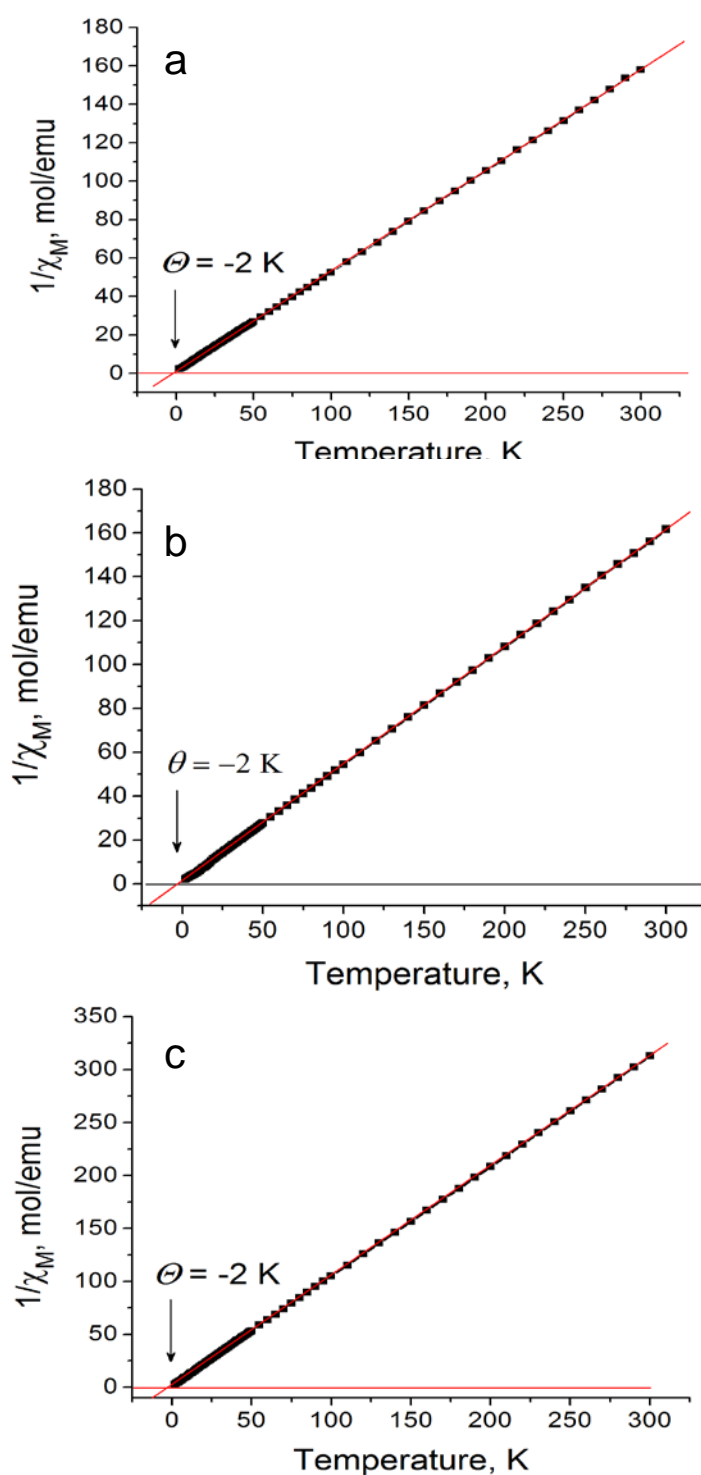 a
180
160
140
120
100
80
60
40
20
0
1/χM, mol/emu
Θ = -2 K
0 50 100 150 200 250 300
Temperature, K
b
180
160
140
120
100
80
60
40
20
0
1/χM, mol/emu
θ = −2 K
0 50 100 150 200 250 300
Temperature, K
c
350
300
250
200
150
100
50
0
1/χM, mol/emu
Θ = -2 K
0 50 100 150 200 250 300
Temperature, K